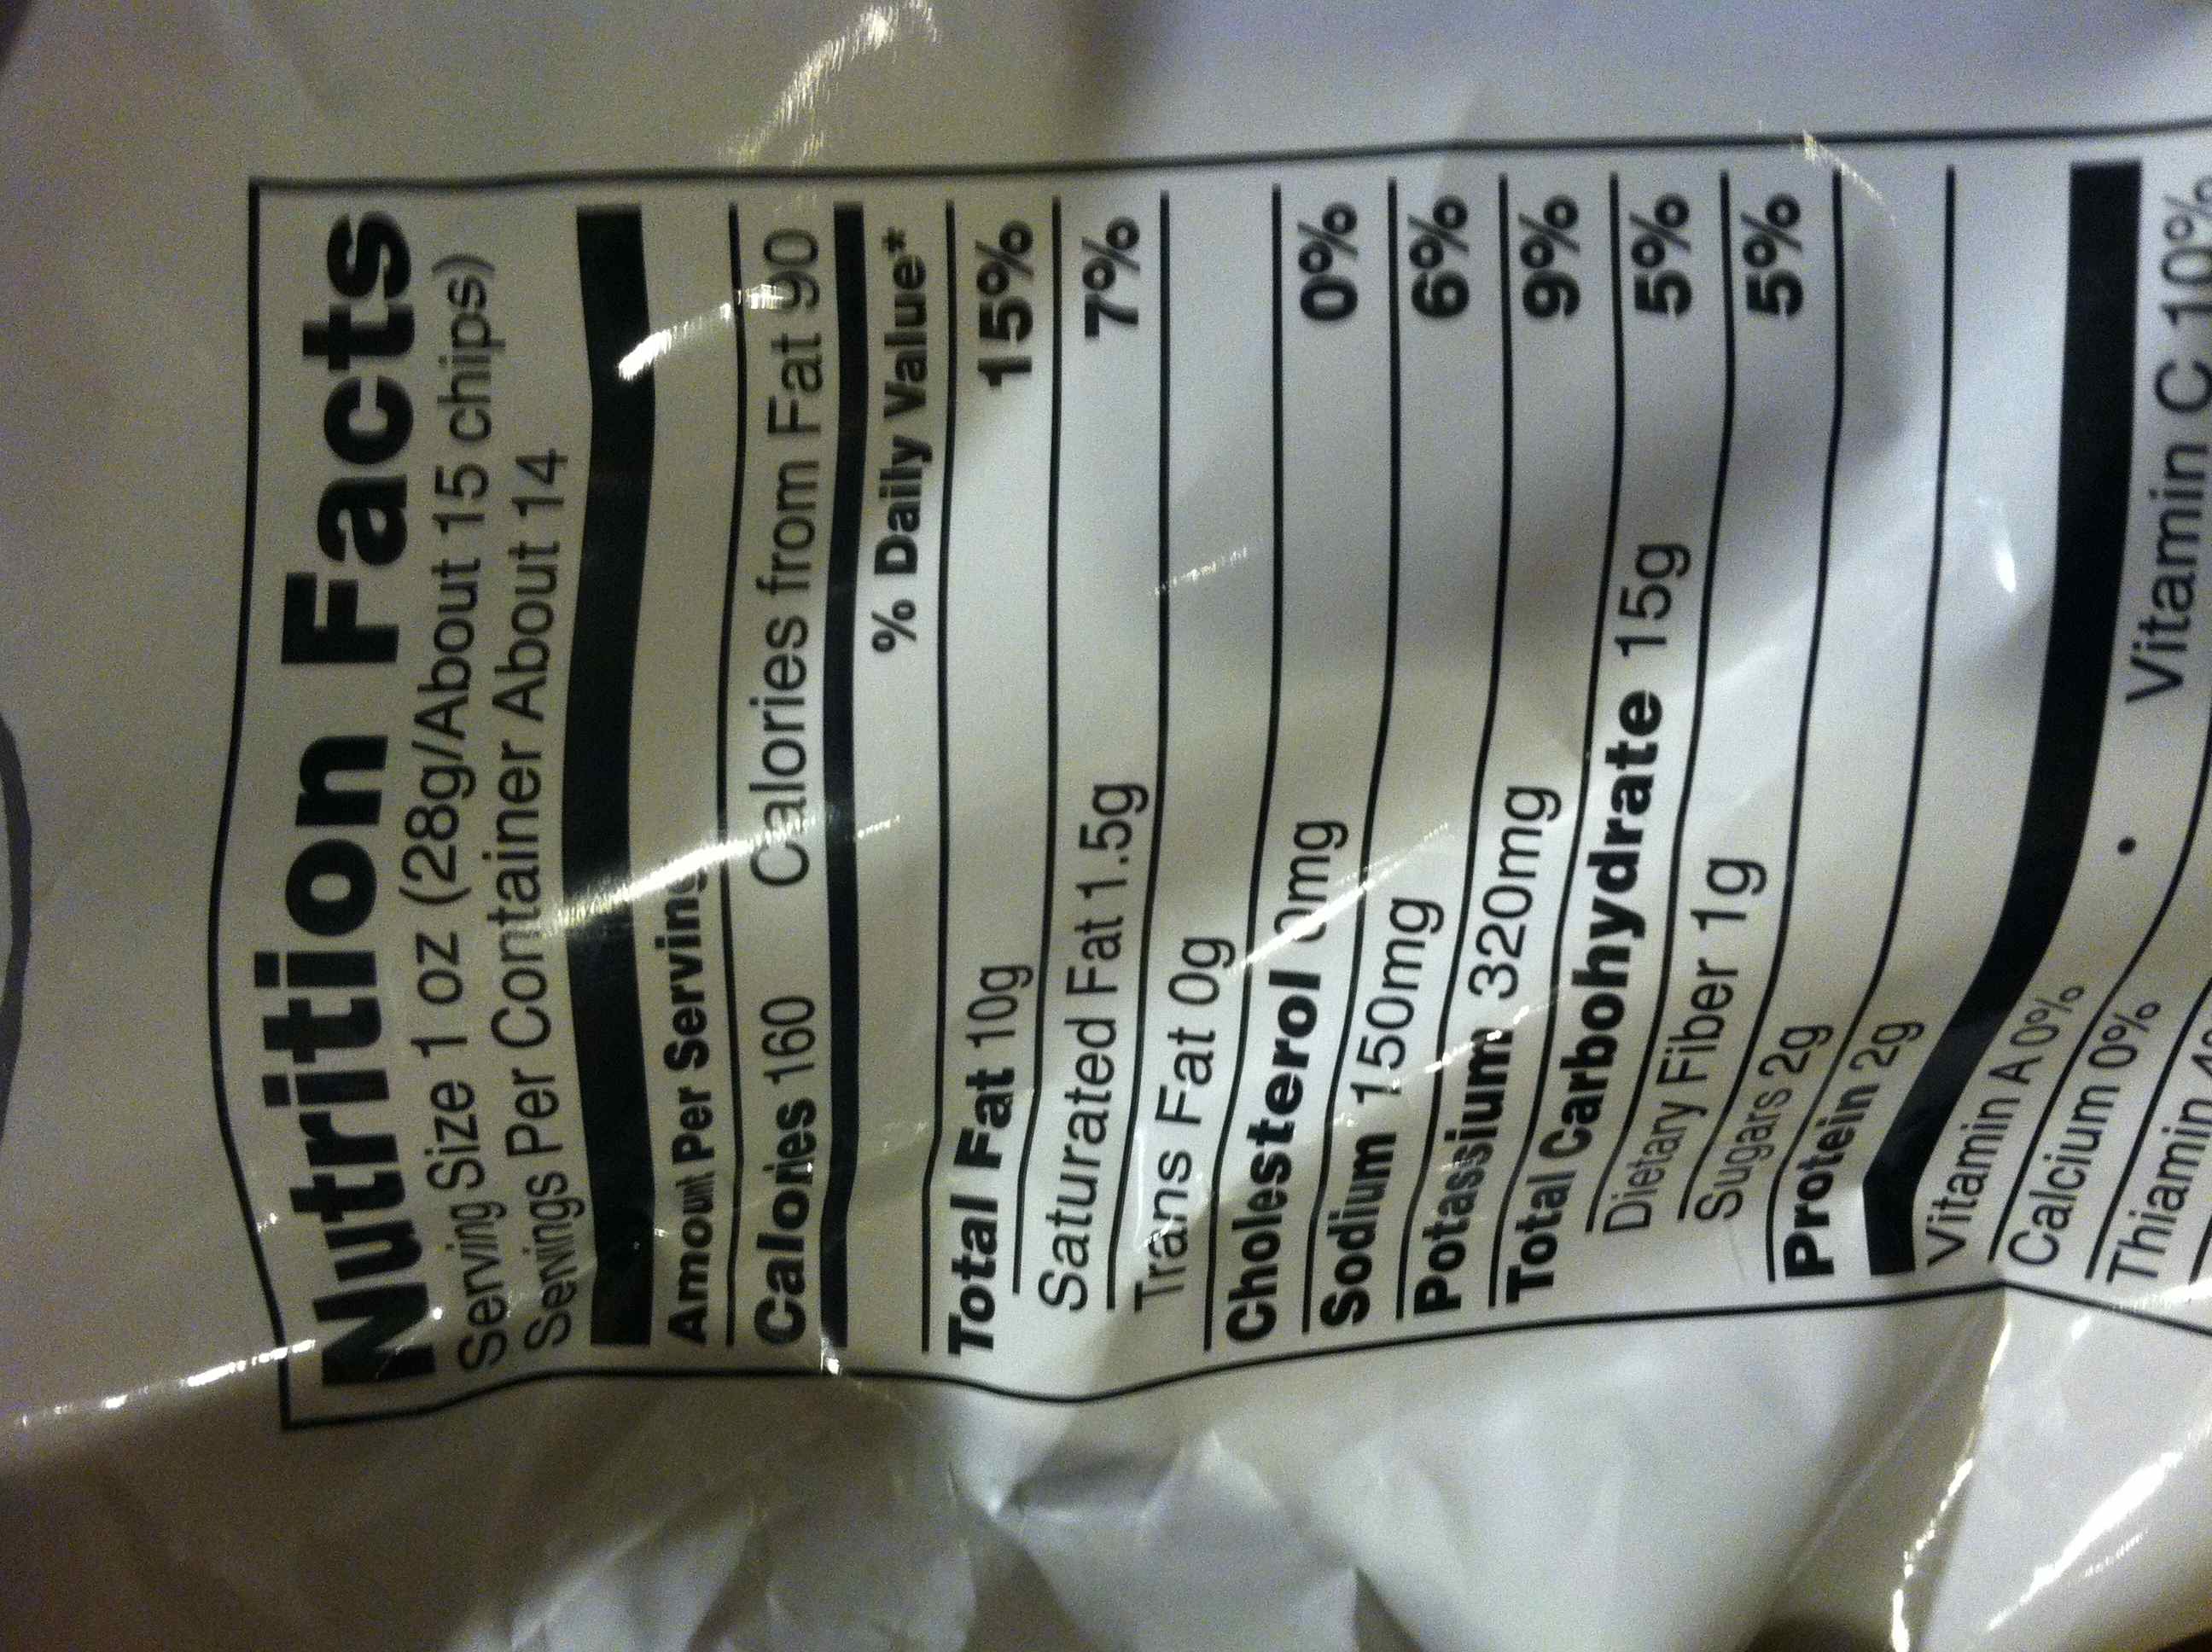 Nutrition Facts
Serving Size 1 oz (28g/About 15 chips)
Servings Per Container About 14
Amount Per Serving
Calories 160 Calories from Fat 90
% Daily Value*
Total Fat 10g 15%
Saturated Fat 1.5g 7%
Trans Fat 0g
Cholesterol 0mg 0%
Sodium 150mg 6%
Potassium 320mg 9%
Total Carbohydrate 15g 5%
Dietary Fiber 1g 5%
Sugars 2g
Protein 2g
Vitamin A 0% • Vitamin C 10%
Calcium 0%
Thiamin